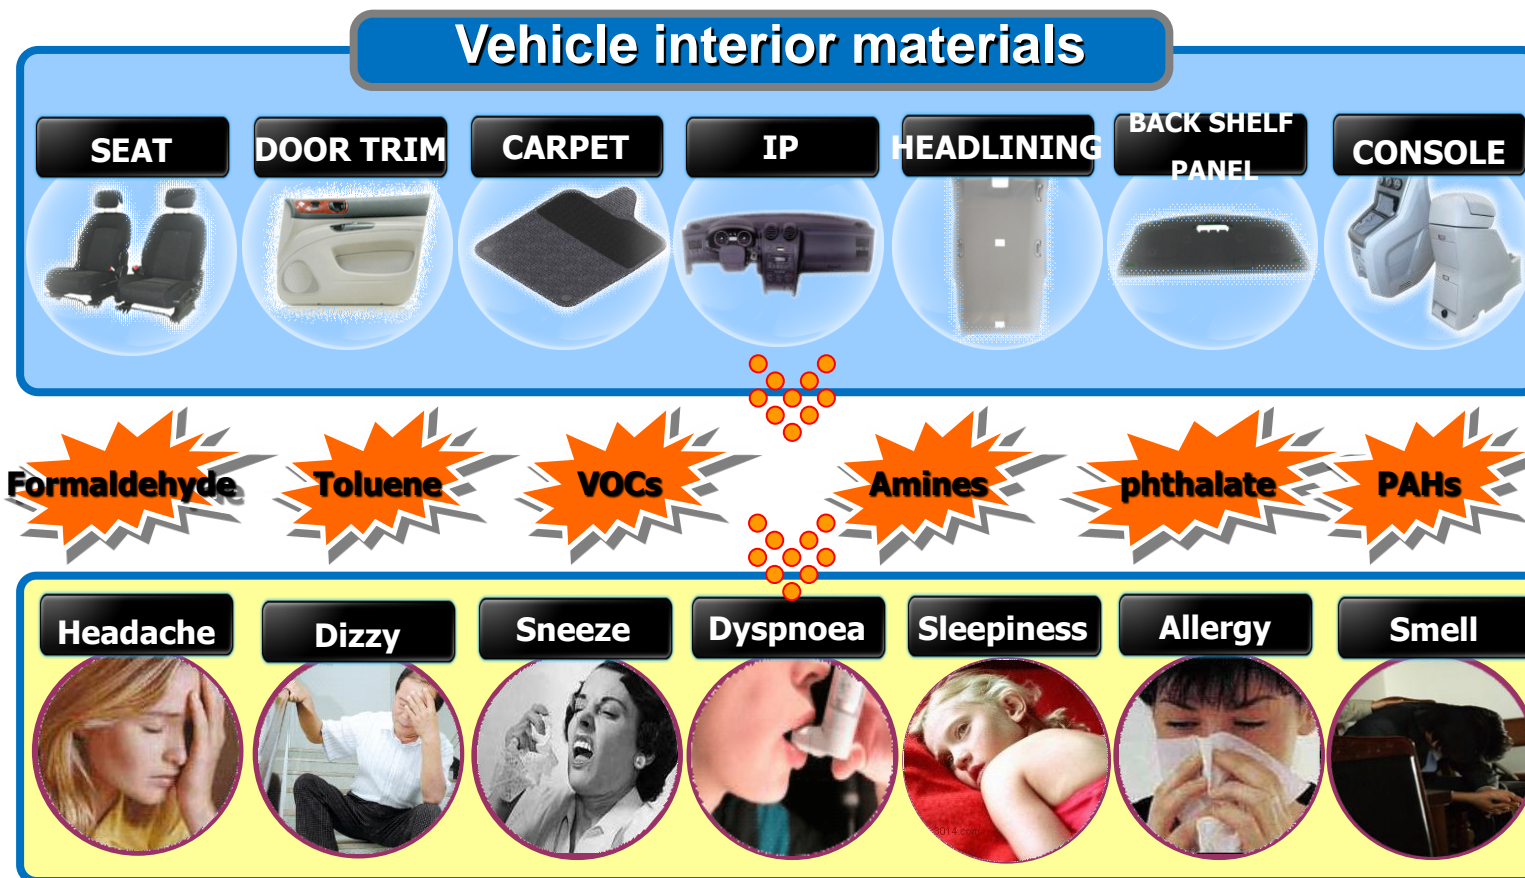 Vehicle interior materials
SEAT
DOOR TRIM
CARPET
IP
HEADLINING
BACK SHELF
PANEL
CONSOLE
Formaldehyde
Toluene
VOCs
Amines
phthalate
PAHs
Headache
Dizzy
Sneeze
Dyspnoea
Sleepiness
Allergy
Smell